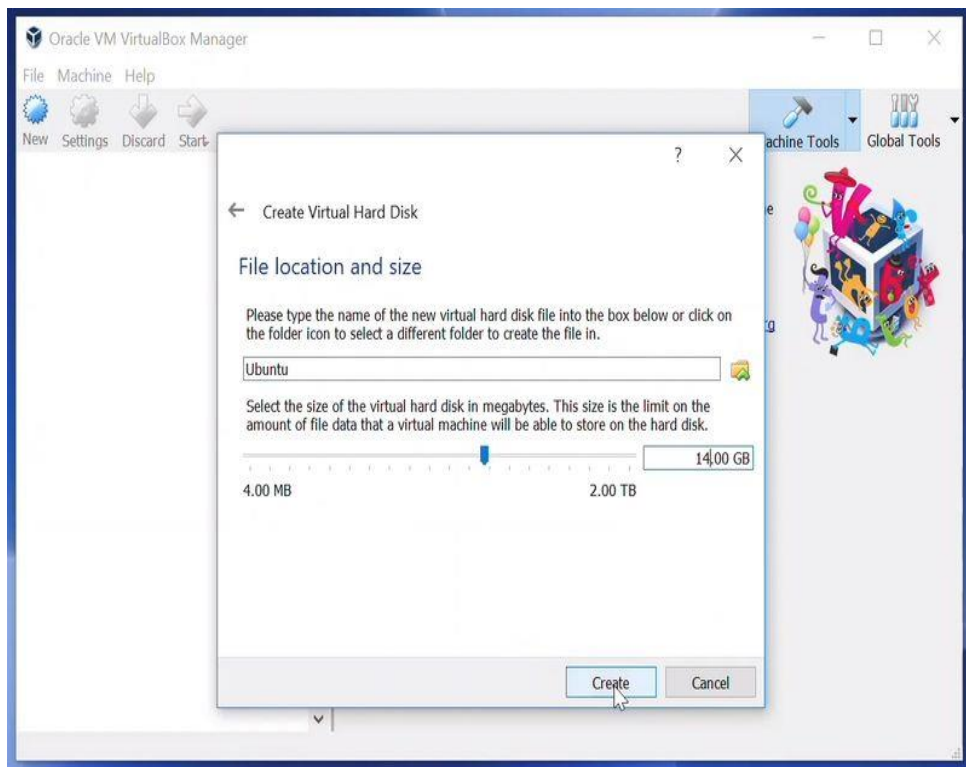 Oracle VM VirtualBox Manager
File Machine Help
New Settings Discard Start
achine Tools Global Tools
? X
Create Virtual Hard Disk
e
File location and size
Please type the name of the new virtual hard disk file into the box below or click on
the folder icon to select a different folder to create the file in.
rg
Ubuntu
Select the size of the virtual hard disk in megabytes. This size is the limit on the
amount of file data that a virtual machine will be able to store on the hard disk.
14.00 GB
4.00 MB 2.00 TB
Create Cancel